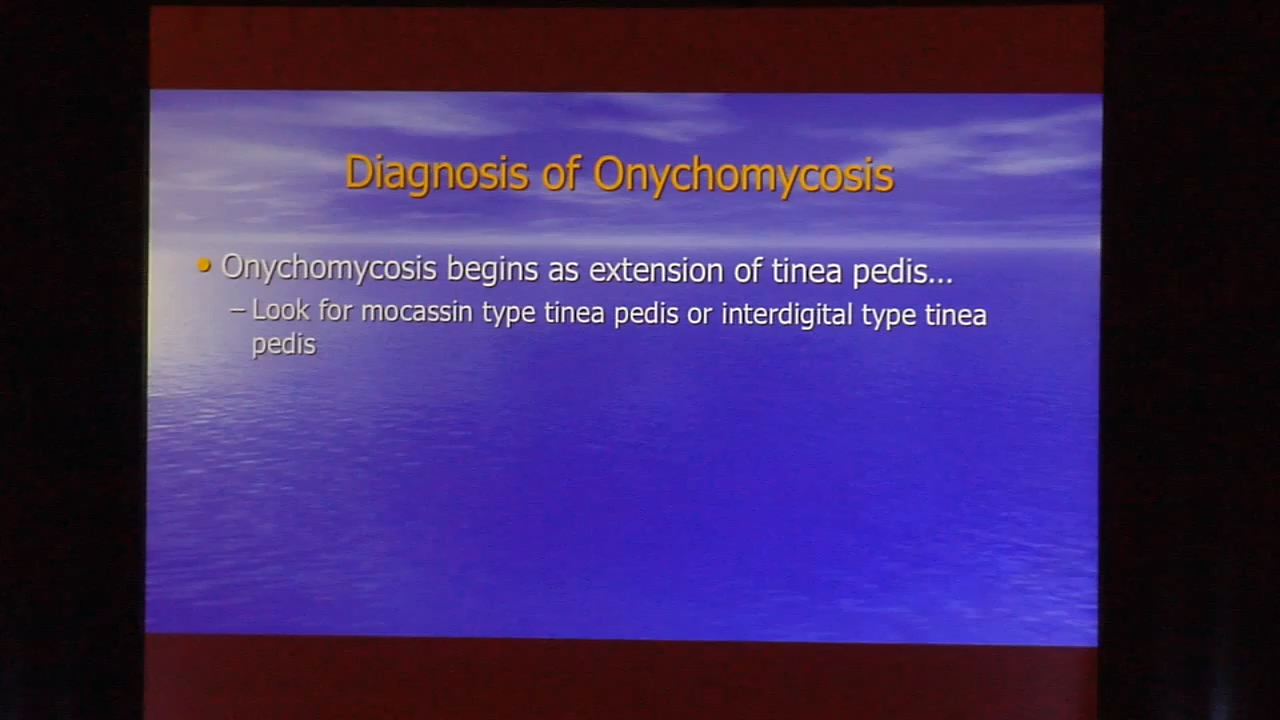 Diagnosis of Onychomycosis
• Onychomycosis begins as extension of tinea pedis...
– Look for mocassin type tinea pedis or interdigital type tinea
pedis